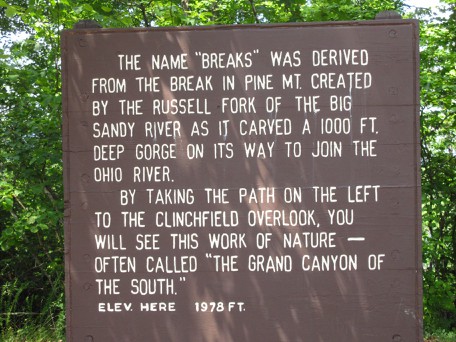 THE NAME "BREAKS" WAS DERIVED
FROM THE BREAK IN PINE MT. CREATED
BY THE RUSSELL FORK OF THE BIG
SANDY RIVER AS IT CARVED A 1000 FT.
DEEP GORGE ON ITS WAY TO JOIN THE
OHIO RIVER.
BY TAKING THE PATH ON THE LEFT
TO THE CLINCHFIELD OVERLOOK, YOU
WILL SEE THIS WORK OF NATURE —
OFTEN CALLED "THE GRAND CANYON OF
THE SOUTH."
ELEV. HERE 1978 FT.